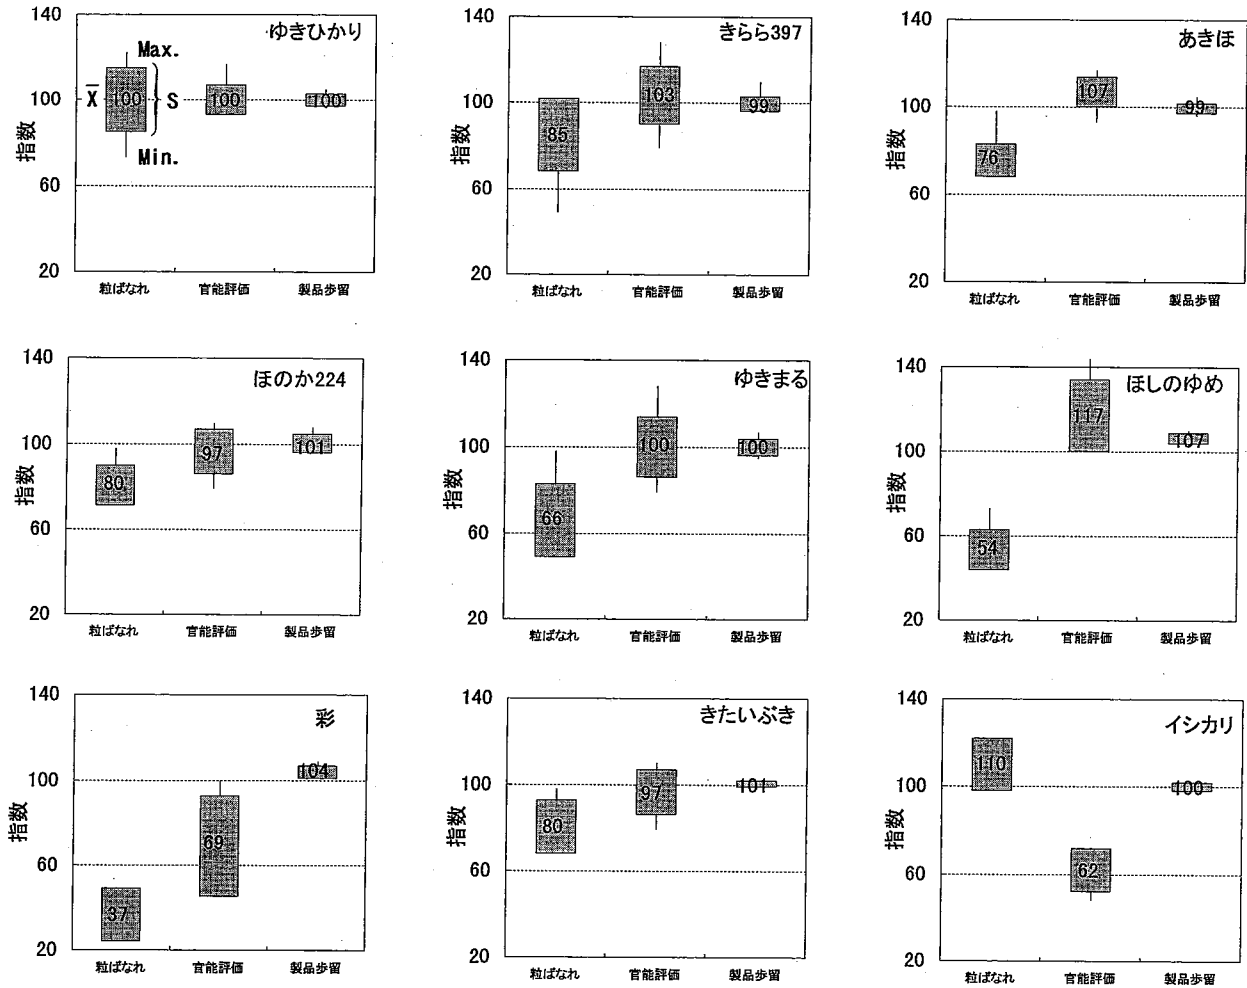 ゆきひかり
指数
140
100
60
20
Max.
X̄
100
S
Min.
100
100
粒ばなれ 官能評価 製品歩留
きらら397
指数
140
100
60
20
85
103
99
粒ばなれ 官能評価 製品歩留
あきほ
指数
140
100
60
20
76
107
99
粒ばなれ 官能評価 製品歩留
ほのか224
指数
140
100
60
20
80
97
101
粒ばなれ 官能評価 製品歩留
ゆきまる
指数
140
100
60
20
66
100
100
粒ばなれ 官能評価 製品歩留
ほしのゆめ
指数
140
100
60
20
54
117
107
粒ばなれ 官能評価 製品歩留
彩
指数
140
100
60
20
37
69
104
粒ばなれ 官能評価 製品歩留
きたいぶき
指数
140
100
60
20
80
97
101
粒ばなれ 官能評価 製品歩留
イシカリ
指数
140
100
60
20
110
62
100
粒ばなれ 官能評価 製品歩留